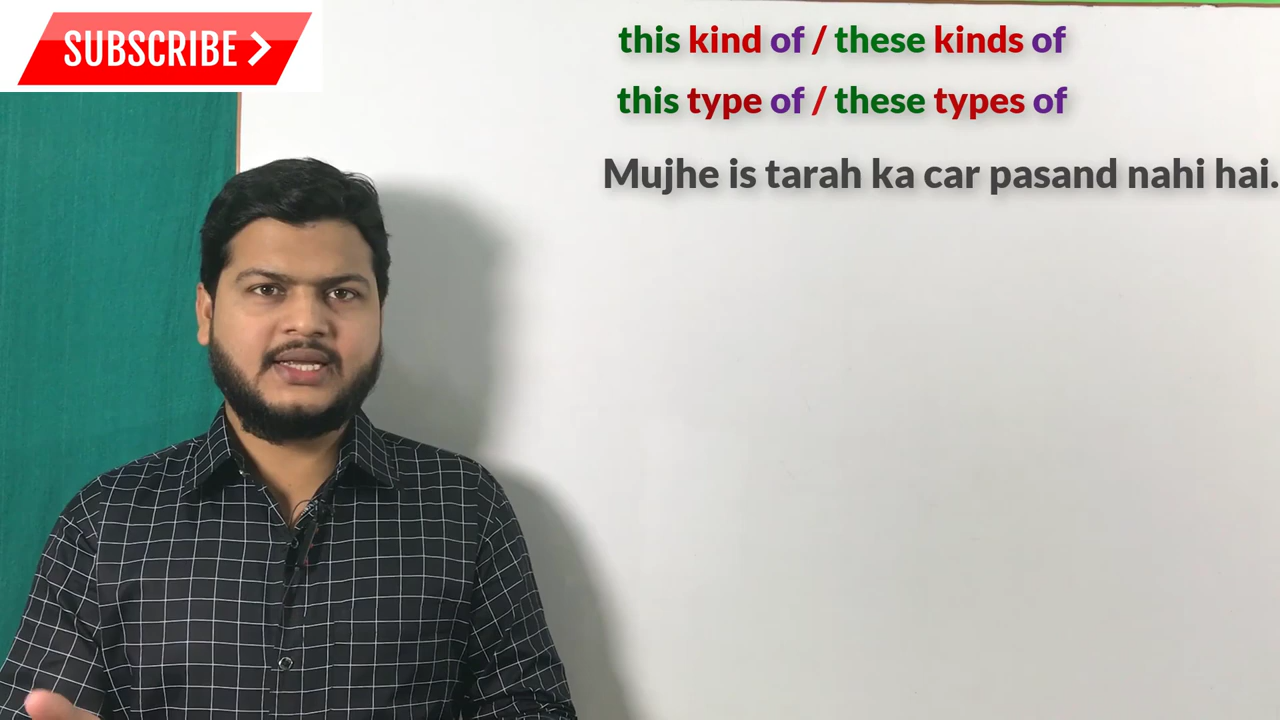 SUBSCRIBE
this kind of / these kinds of
this type of / these types of
Mujhe is tarah ka car pasand nahi hai.